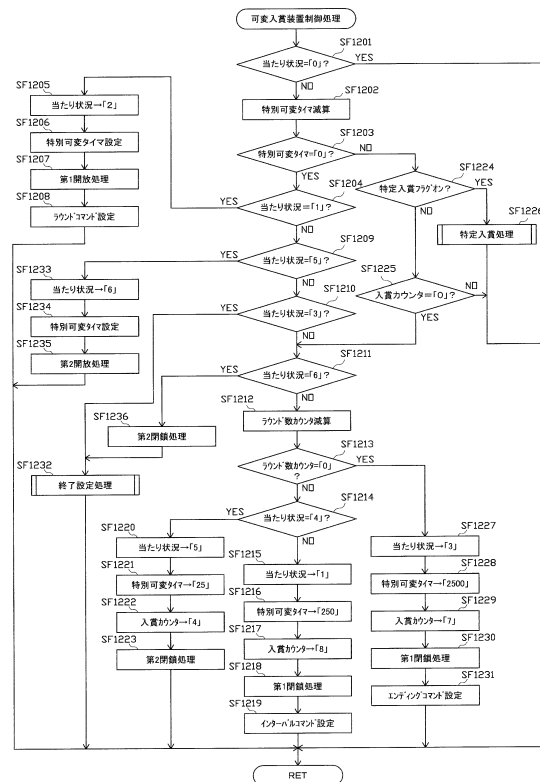 可変入賞装置制御処理
SF1201
当たり状況=「0」?
YES
NO
SF1202
特別可変タイマ減算
SF1203
特別可変タイマ=「0」?
NO
YES
SF1204
当たり状況=「1」?
YES
NO
SF1205
当たり状況→「2」
SF1206
特別可変タイマ設定
SF1207
第1開放処理
SF1208
ラウンドコマンド設定
SF1224
特定入賞フラグオン?
YES
NO
SF1226
特定入賞処理
SF1225
入賞カウンタ=「0」?
NO
YES
SF1209
当たり状況=「5」?
YES
NO
SF1233
当たり状況→「6」
SF1234
特別可変タイマ設定
SF1235
第2開放処理
SF1210
当たり状況=「3」?
YES
NO
SF1211
当たり状況=「6」?
YES
NO
SF1236
第2閉鎖処理
SF1232
終了設定処理
SF1212
ラウンド数カウンタ減算
SF1213
ラウンド数カウンタ=「0」
?
YES
NO
SF1214
当たり状況=「4」?
YES
NO
SF1220
当たり状況→「5」
SF1221
特別可変タイマ→「25」
SF1222
入賞カウンタ→「4」
SF1223
第2閉鎖処理
SF1215
当たり状況→「1」
SF1216
特別可変タイマ→「250」
SF1217
入賞カウンタ→「8」
SF1218
第1閉鎖処理
SF1219
インターバルコマンド設定
SF1227
当たり状況→「3」
SF1228
特別可変タイマ→「2500」
SF1229
入賞カウンタ→「7」
SF1230
第1閉鎖処理
SF1231
エンディングコマンド設定
RET